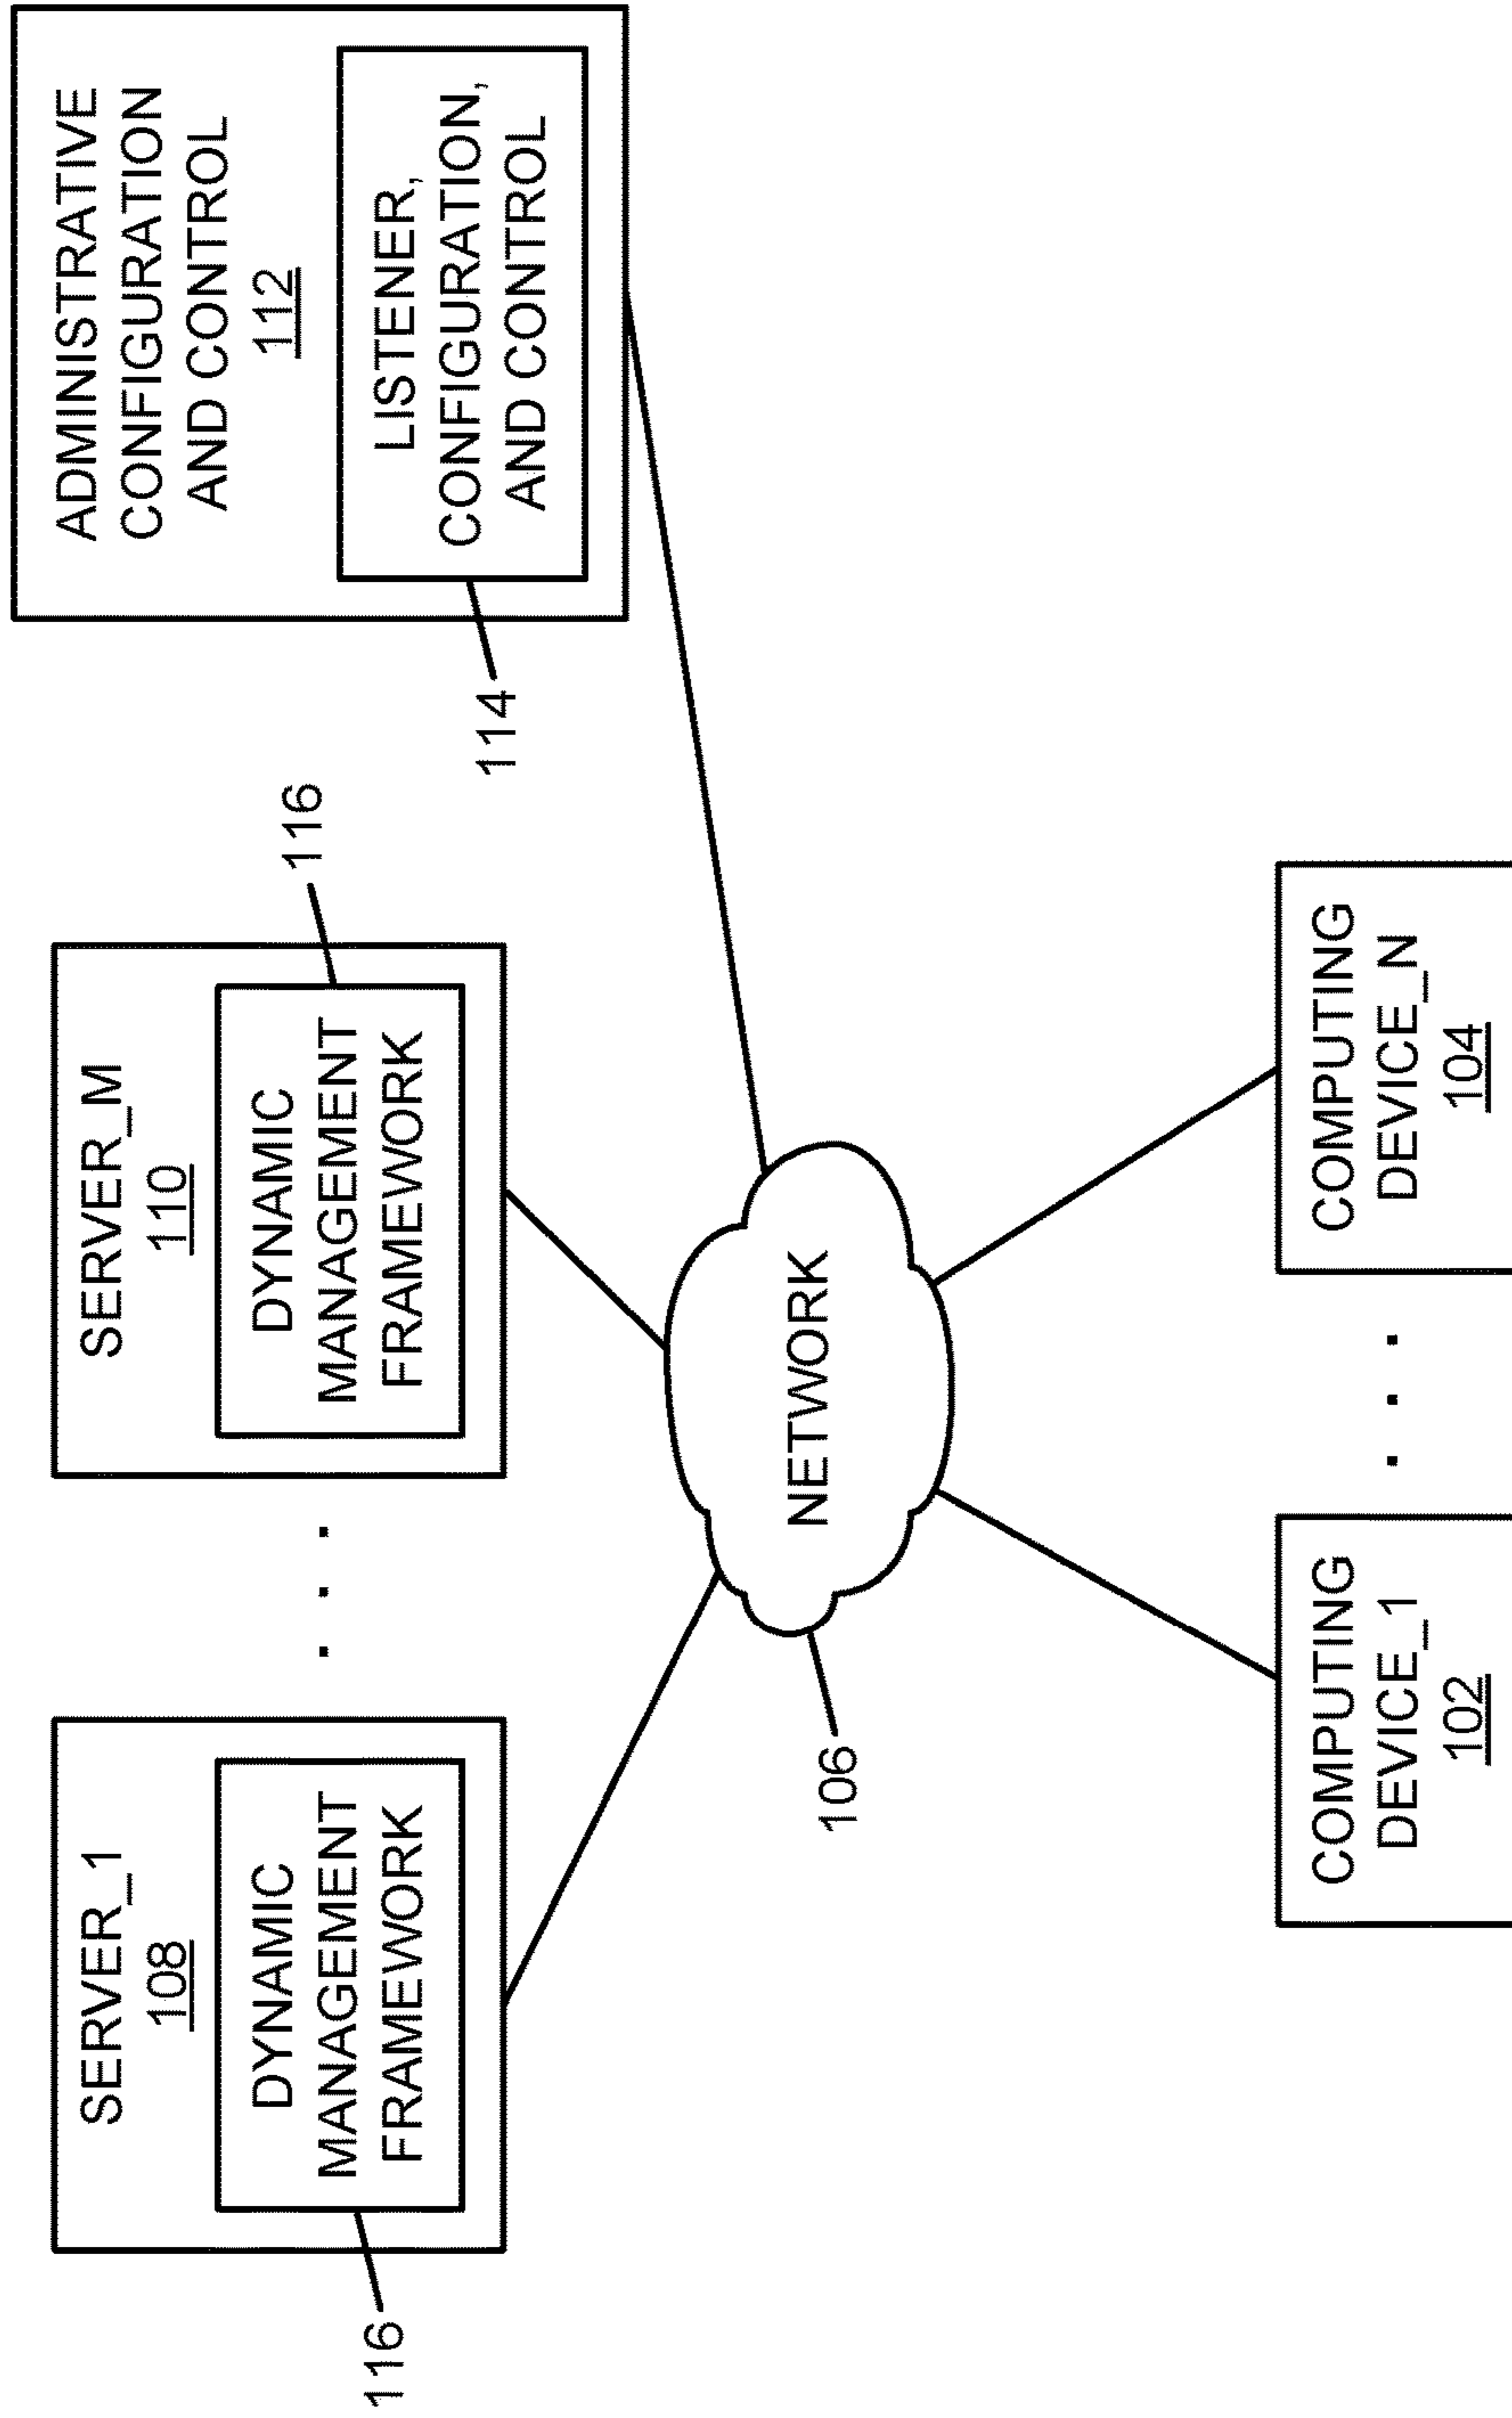 SERVER_1
108
DYNAMIC
MANAGEMENT
FRAMEWORK
116
. . .
SERVER_M
110
DYNAMIC
MANAGEMENT
FRAMEWORK
116
ADMINISTRATIVE
CONFIGURATION
AND CONTROL
112
LISTENER,
CONFIGURATION,
AND CONTROL
114
NETWORK
106
COMPUTING
DEVICE_1
102
. . .
COMPUTING
DEVICE_N
104